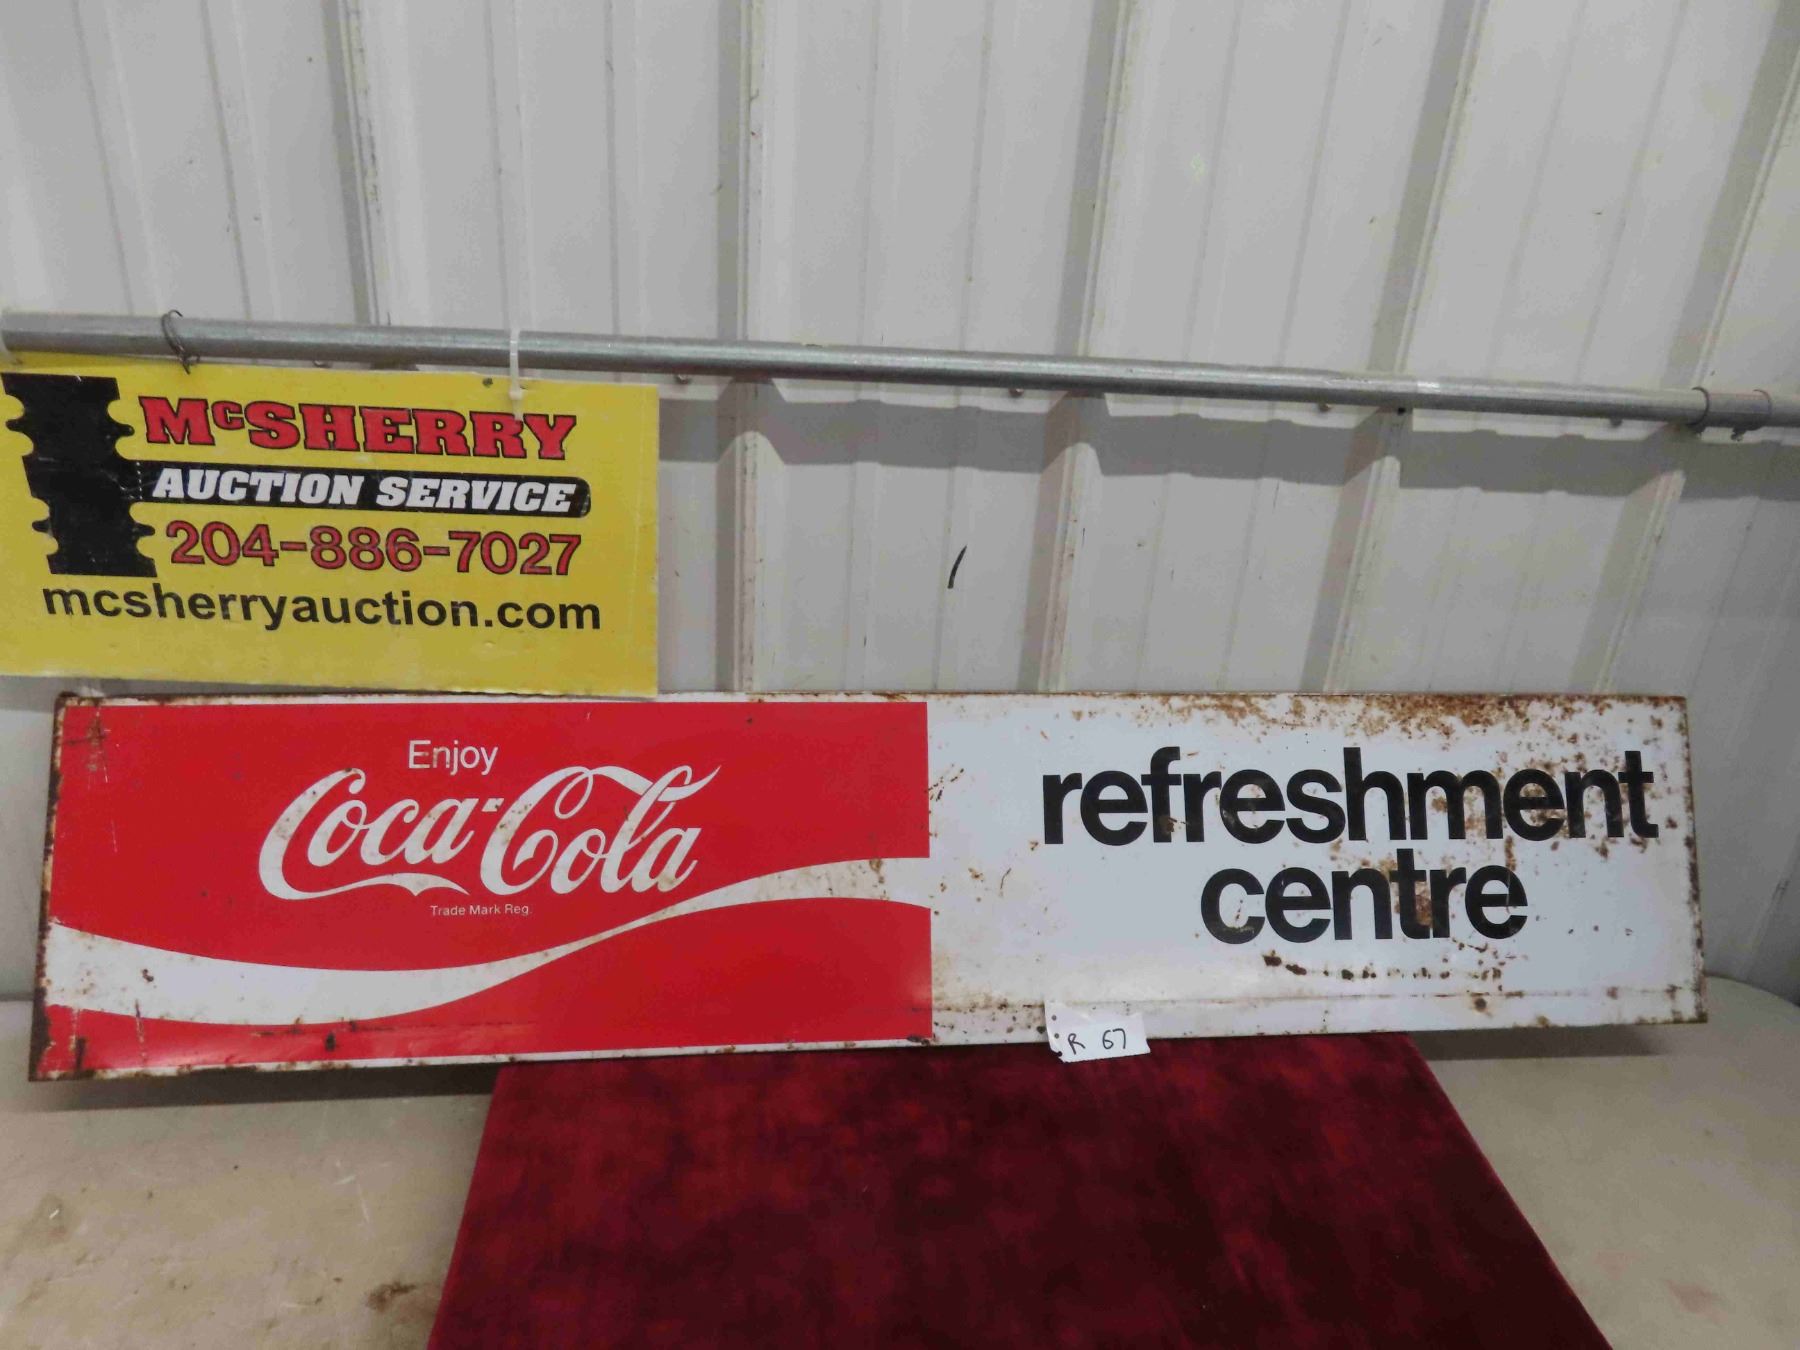 McSHERRY
AUCTION SERVICE
204-886-7027
mcsherryauction.com
Enjoy
Coca-Cola
Trade Mark Reg.
refreshment
centre
R 67